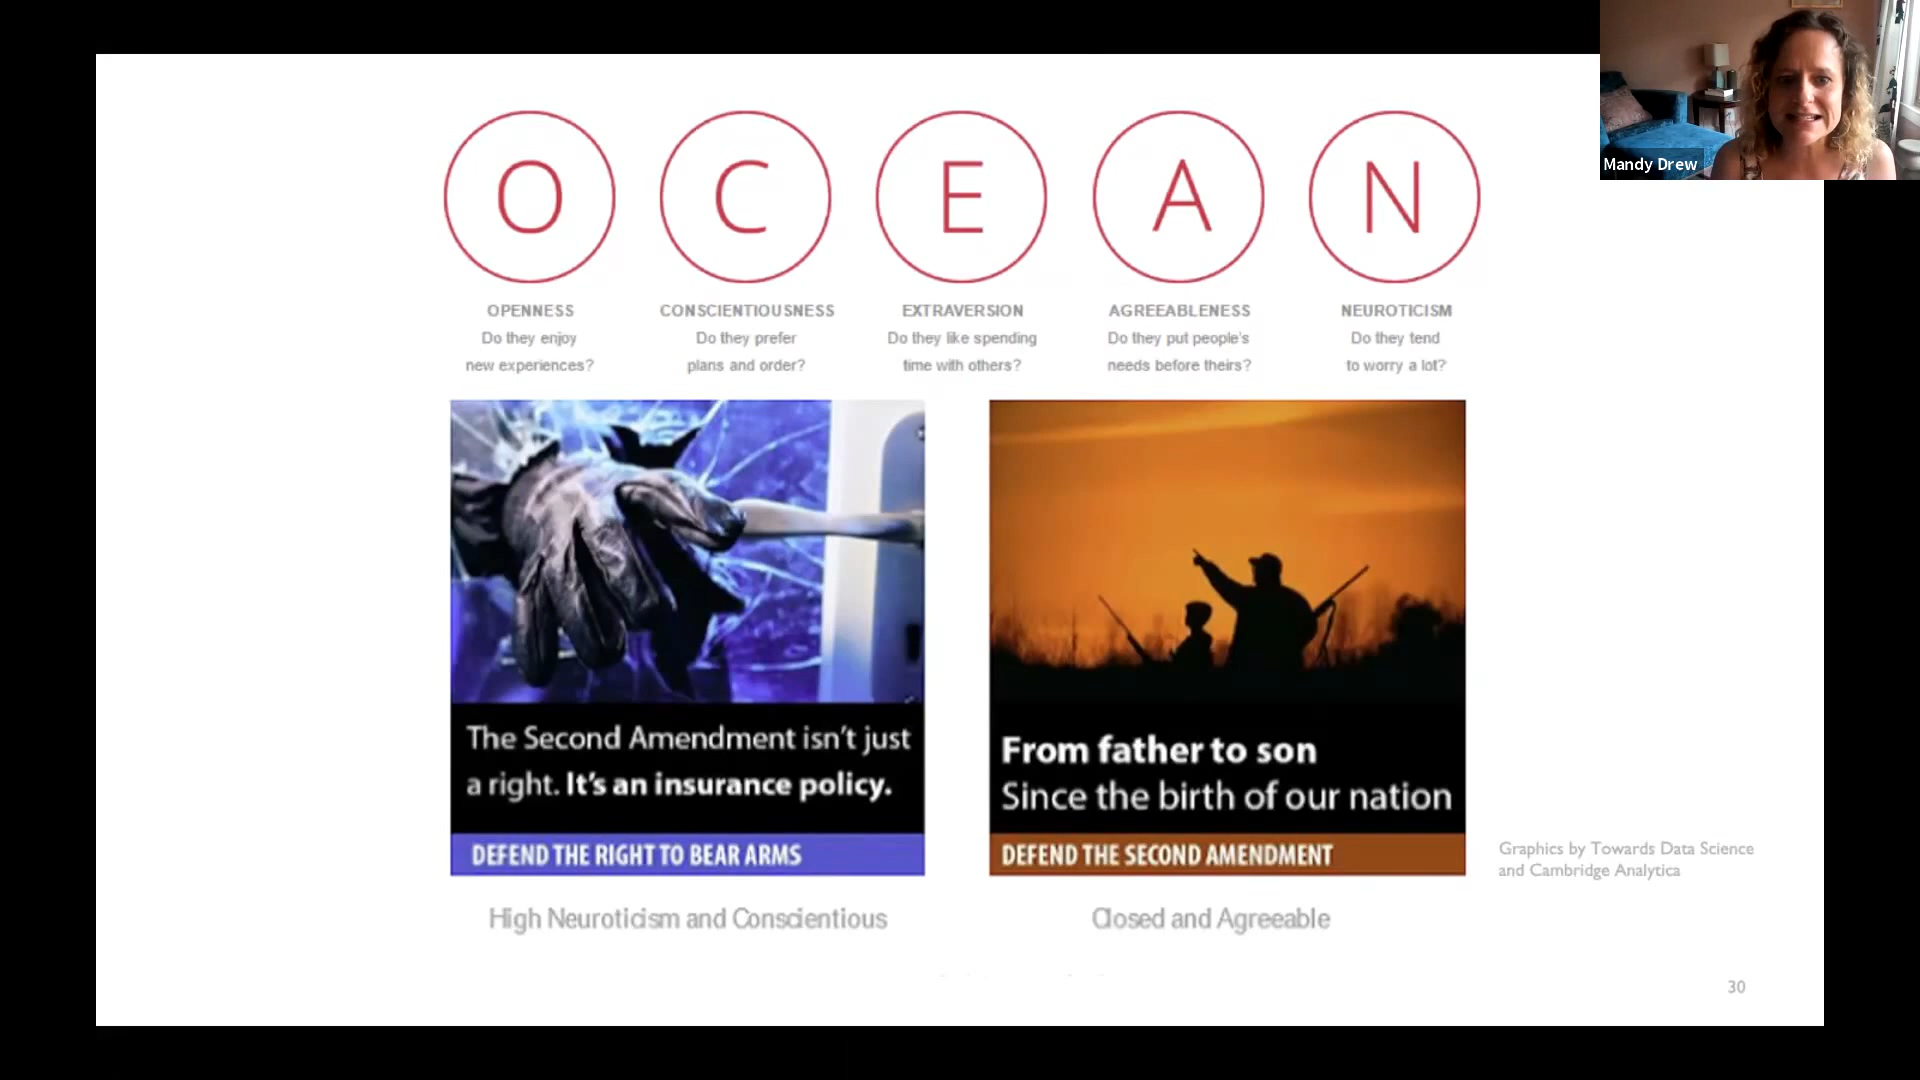 Mandy Drew
O C E A N
OPENNESS
Do they enjoy
new experiences?
CONSCIENTIOUSNESS
Do they prefer
plans and order?
EXTRAVERSION
Do they like spending
time with others?
AGREEABLENESS
Do they put people's
needs before theirs?
NEUROTICISM
Do they tend
to worry a lot?
The Second Amendment isn't just
a right. It's an insurance policy.
DEFEND THE RIGHT TO BEAR ARMS
High Neuroticism and Conscientious
From father to son
Since the birth of our nation
DEFEND THE SECOND AMENDMENT
Closed and Agreeable
Graphics by Towards Data Science
and Cambridge Analytica
30